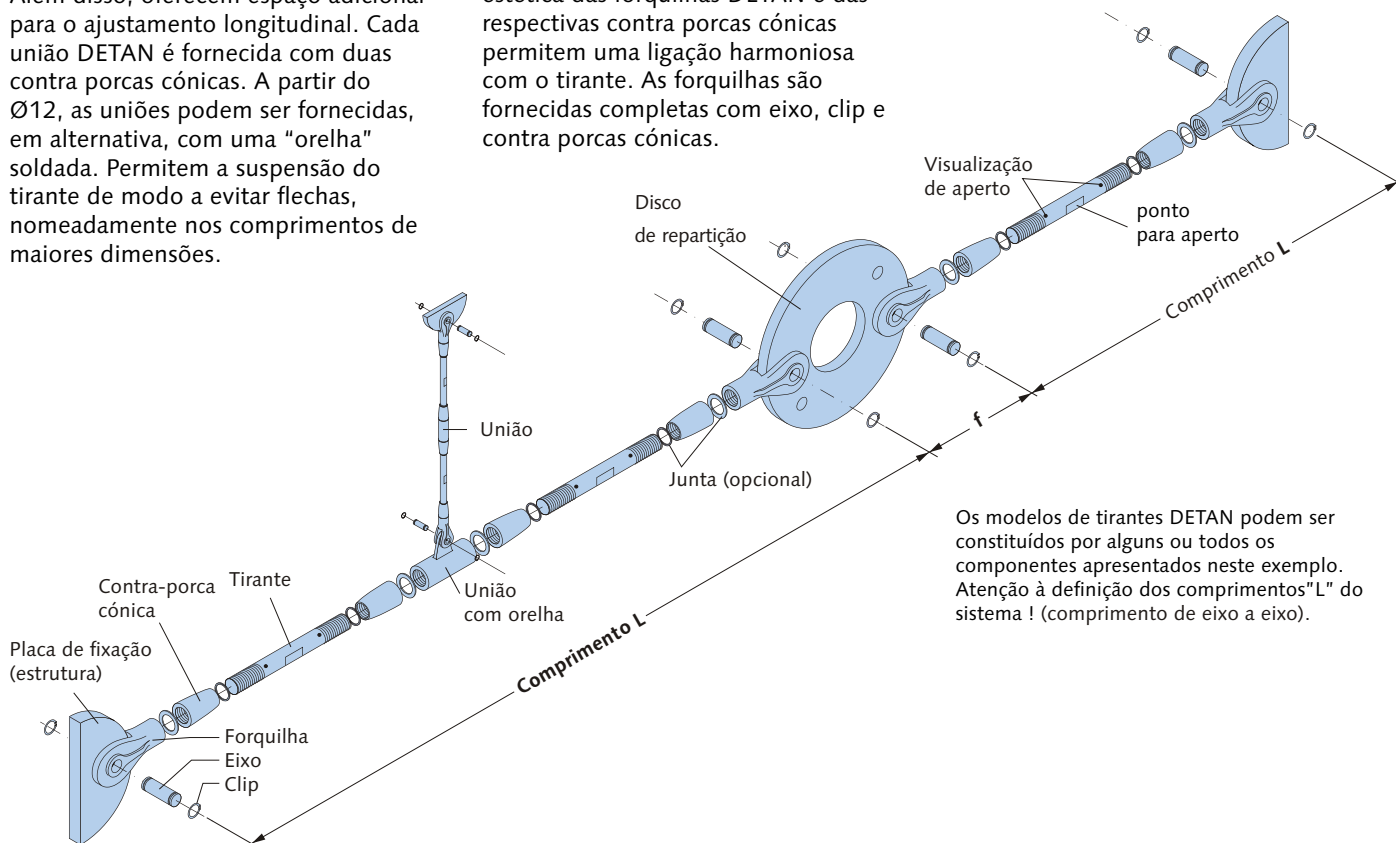 Além disso, oferecem espaço adicional
para o ajustamento longitudinal. Cada
união DETAN é fornecida com duas
contra porcas cónicas. A partir do
Ø12, as uniões podem ser fornecidas,
em alternativa, com uma “orelha”
soldada. Permitem a suspensão do
tirante de modo a evitar flechas,
nomeadamente nos comprimentos de
maiores dimensões.
estética das forquilhas DETAN e das
respectivas contra porcas cónicas
permitem uma ligação harmoniosa
com o tirante. As forquilhas são
fornecidas completas com eixo, clip e
contra porcas cónicas.
Visualização
de aperto
ponto
para aperto
Disco
de repartição
Comprimento L
f
União
Junta (opcional)
Os modelos de tirantes DETAN podem ser
constituídos por alguns ou todos os
componentes apresentados neste exemplo.
Atenção à definição dos comprimentos”L” do
sistema ! (comprimento de eixo a eixo).
Contra-porca
cónica
Tirante
União
com orelha
Comprimento L
Placa de fixação
(estrutura)
Forquilha
Eixo
Clip